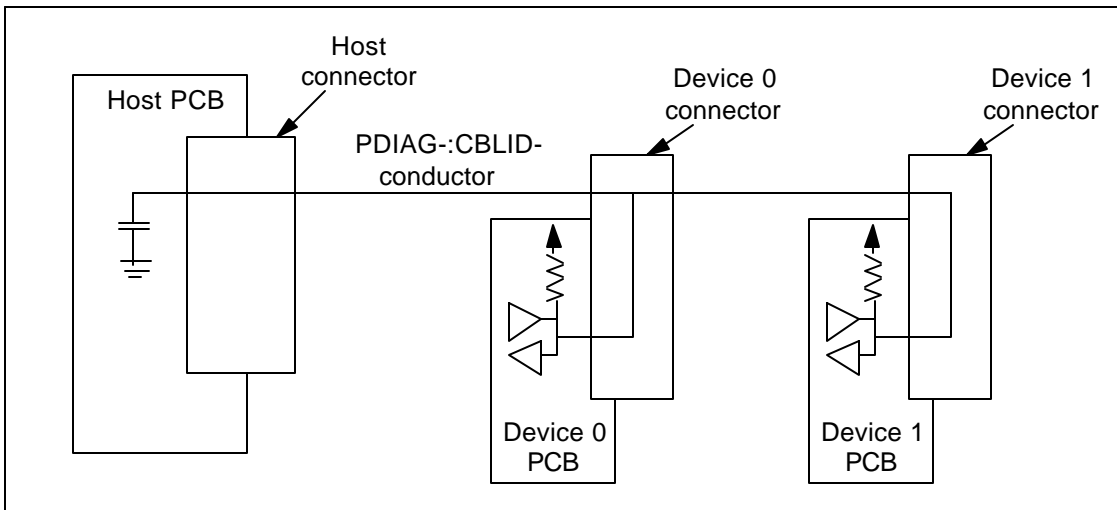 Host
connector
Host PCB
Device 0
connector
Device 1
connector
PDIAG-:CBLID-
conductor
Device 0
PCB
Device 1
PCB